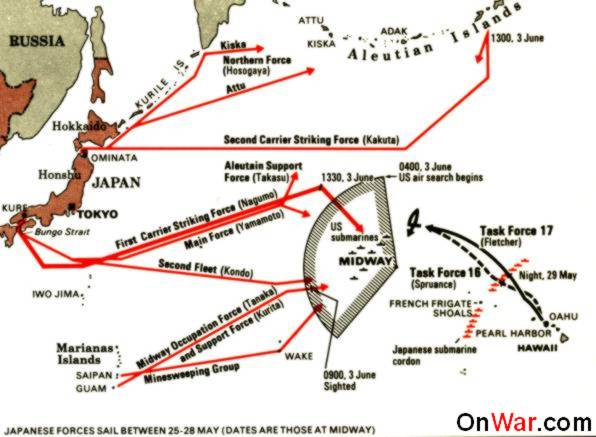 RUSSIA
ATTU
KISKA
ADAK
Aleutian Islands
1300, 3 June
Kiska
Northern Force
(Hosogaya)
Attu
KURILE IS
Hokkaido
Second Carrier Striking Force (Kakuta)
OMINATA
Honshu
JAPAN
KURE
TOKYO
Bungo Strait
Aleutain Support
Force (Takasu)
1330, 3 June
0400, 3 June
US air search begins
First Carrier Striking Force (Nagumo)
Main Force (Yamamoto)
US
submarines
MIDWAY
Second Fleet (Kondo)
Task Force 17
(Fletcher)
Task Force 16
(Spruance)
Night, 29 May
IWO JIMA
FRENCH FRIGATE
SHOALS
OAHU
PEARL HARBOR
HAWAII
Midway Occupation Force (Tanaka)
and Support Force (Kurita)
Marianas
Islands
SAIPAN
GUAM
Minesweeping Group
WAKE
0900, 3 June
Sighted
Japanese submarine
cordon
OnWar.com
JAPANESE FORCES SAIL BETWEEN 25-28 MAY (DATES ARE THOSE AT MIDWAY)